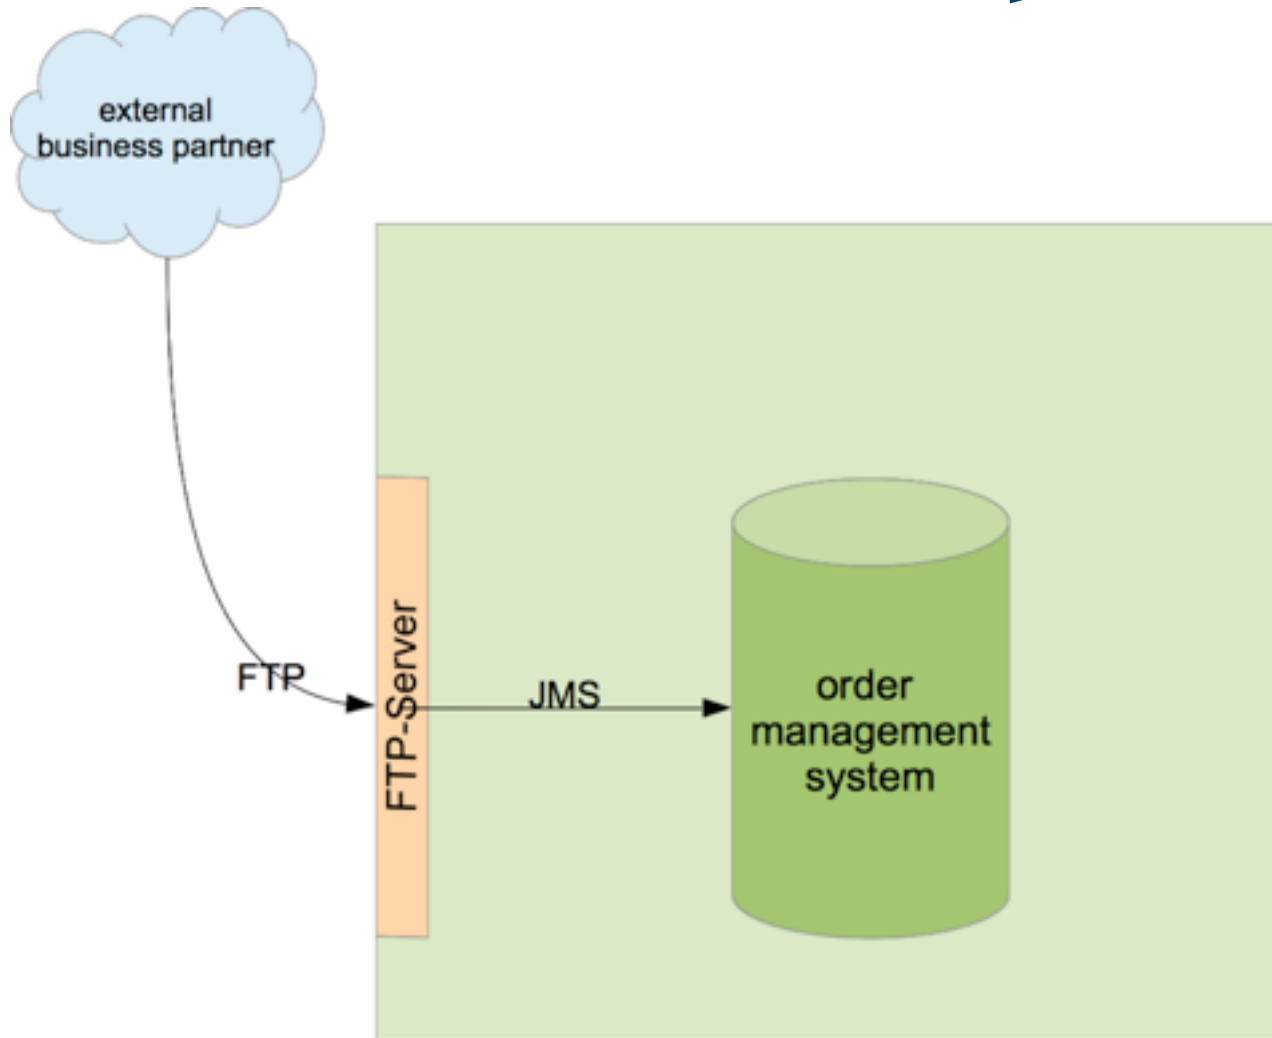 external
business partner
FTP
FTP-Server
JMS
order
management
system